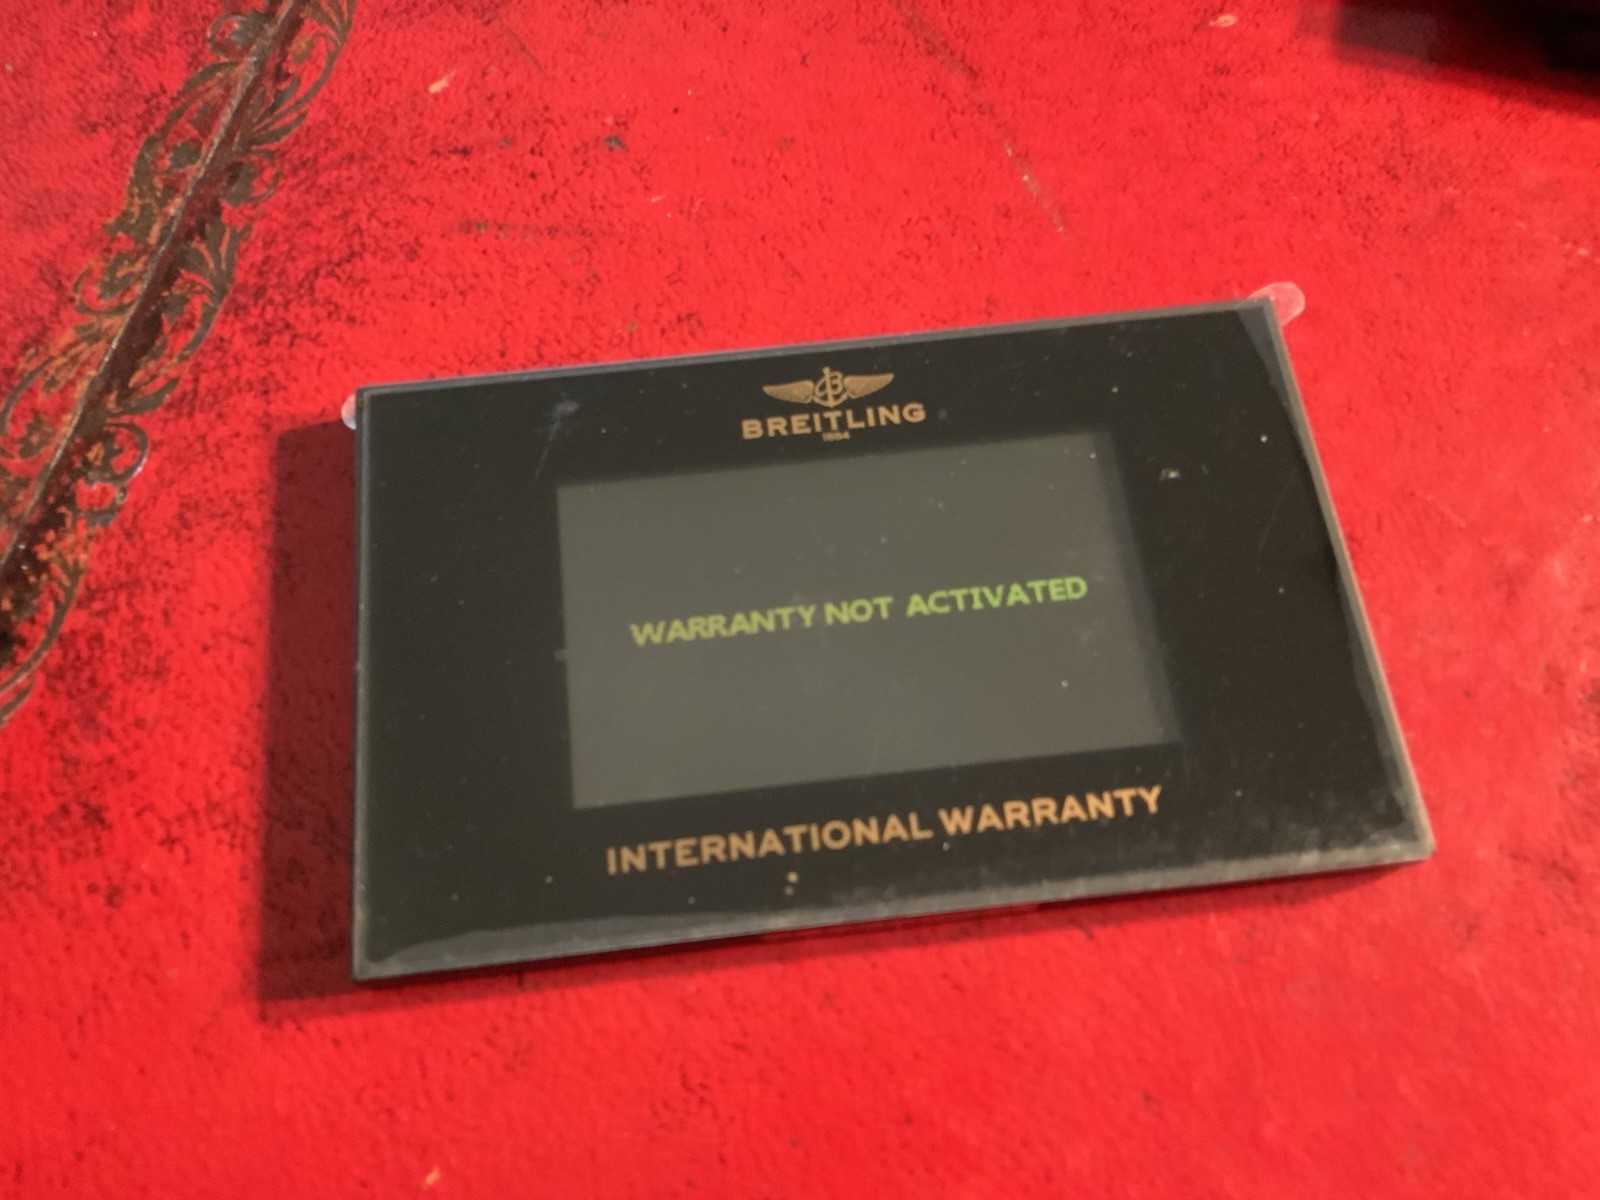 BREITLING
1884
WARRANTY NOT ACTIVATED
INTERNATIONAL WARRANTY